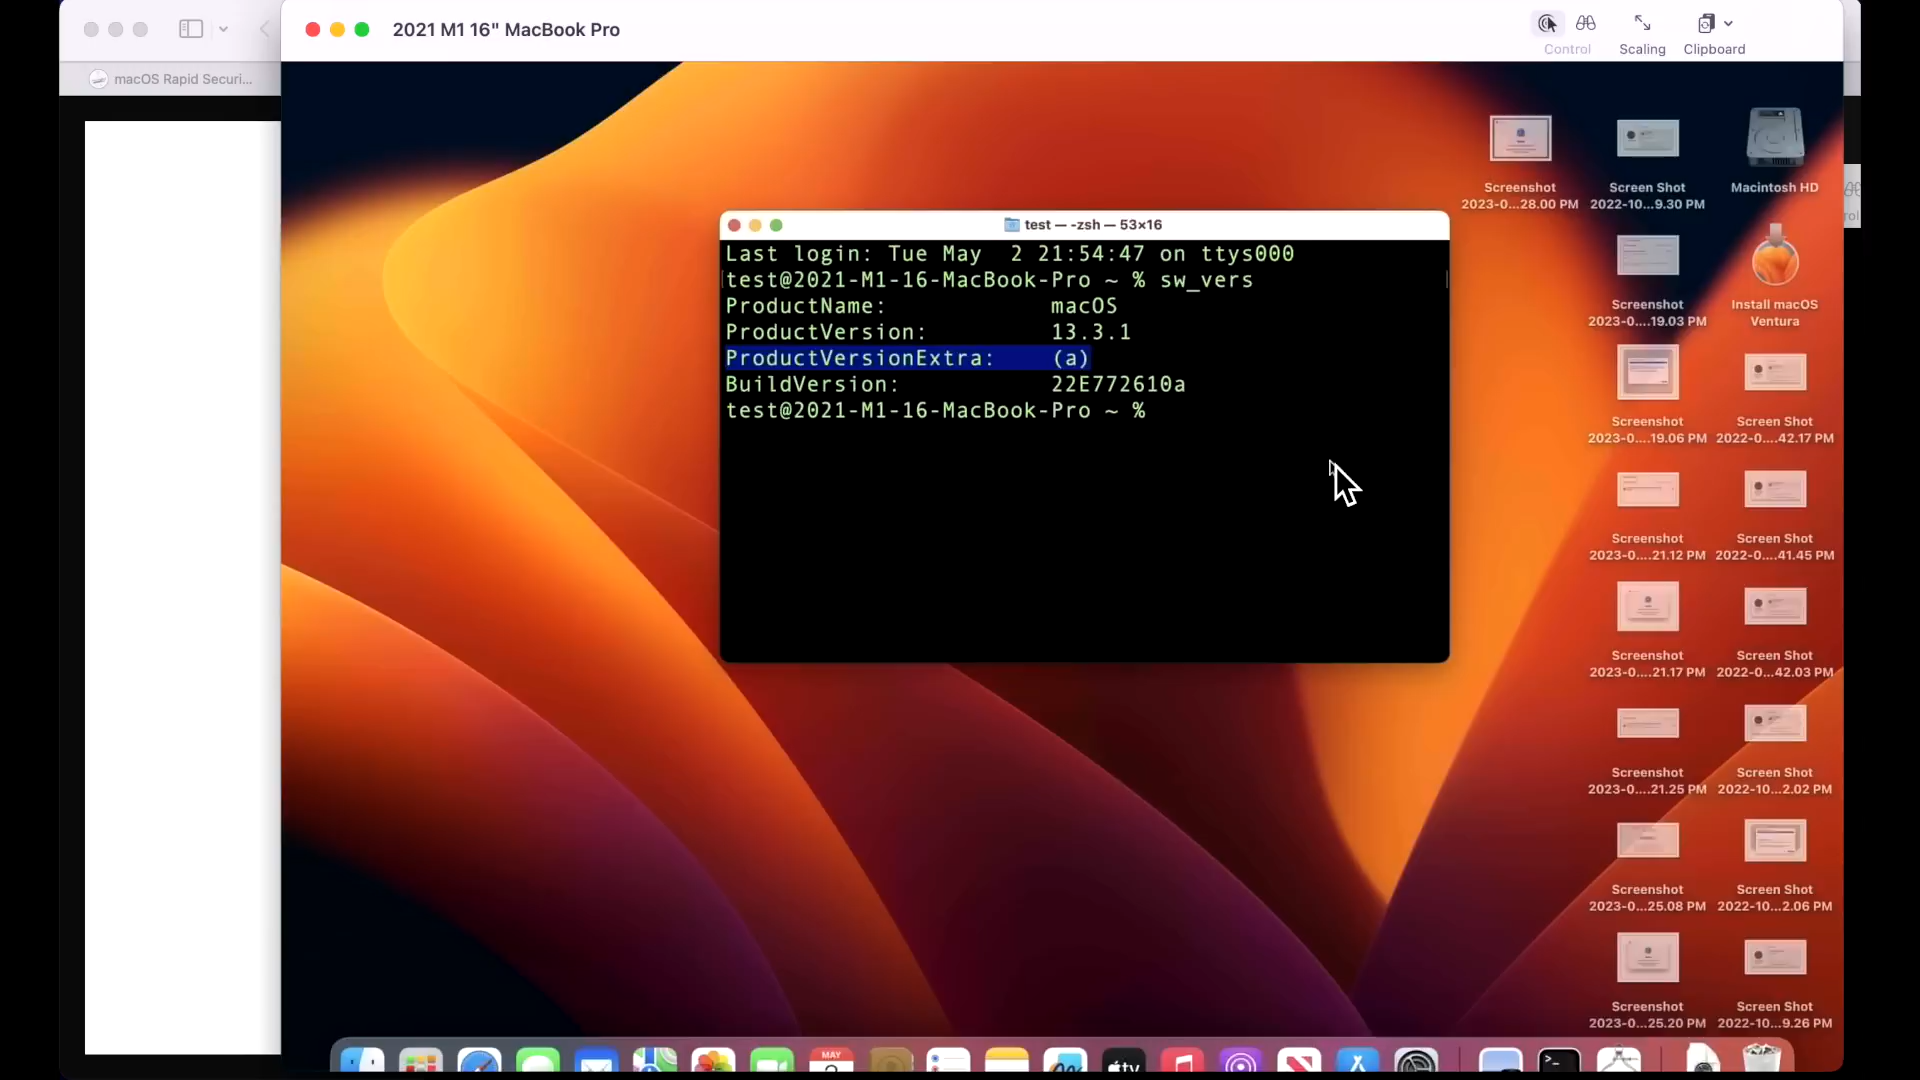 2021 M1 16" MacBook Pro
Control
Scaling
Clipboard
macOS Rapid Securi...
test — -zsh — 53×16
Last login: Tue May  2 21:54:47 on ttys000
test@2021-M1-16-MacBook-Pro ~ % sw_vers
ProductName: macOS
ProductVersion: 13.3.1
ProductVersionExtra: (a)
BuildVersion: 22E772610a
test@2021-M1-16-MacBook-Pro ~ %
Screenshot
2023-0...28.00 PM
Screen Shot
2022-10...9.30 PM
Macintosh HD
Screenshot
2023-0....19.03 PM
Install macOS
Ventura
Screenshot
2023-0....19.06 PM
Screen Shot
2022-0...42.17 PM
Screenshot
2023-0....21.12 PM
Screen Shot
2022-0...41.45 PM
Screenshot
2023-0....21.17 PM
Screen Shot
2022-0...42.03 PM
Screenshot
2023-0....21.25 PM
Screen Shot
2022-10...2.02 PM
Screenshot
2023-0...25.08 PM
Screen Shot
2022-10...2.06 PM
Screenshot
2023-0...25.20 PM
Screen Shot
2022-10...9.26 PM
MAY
tv